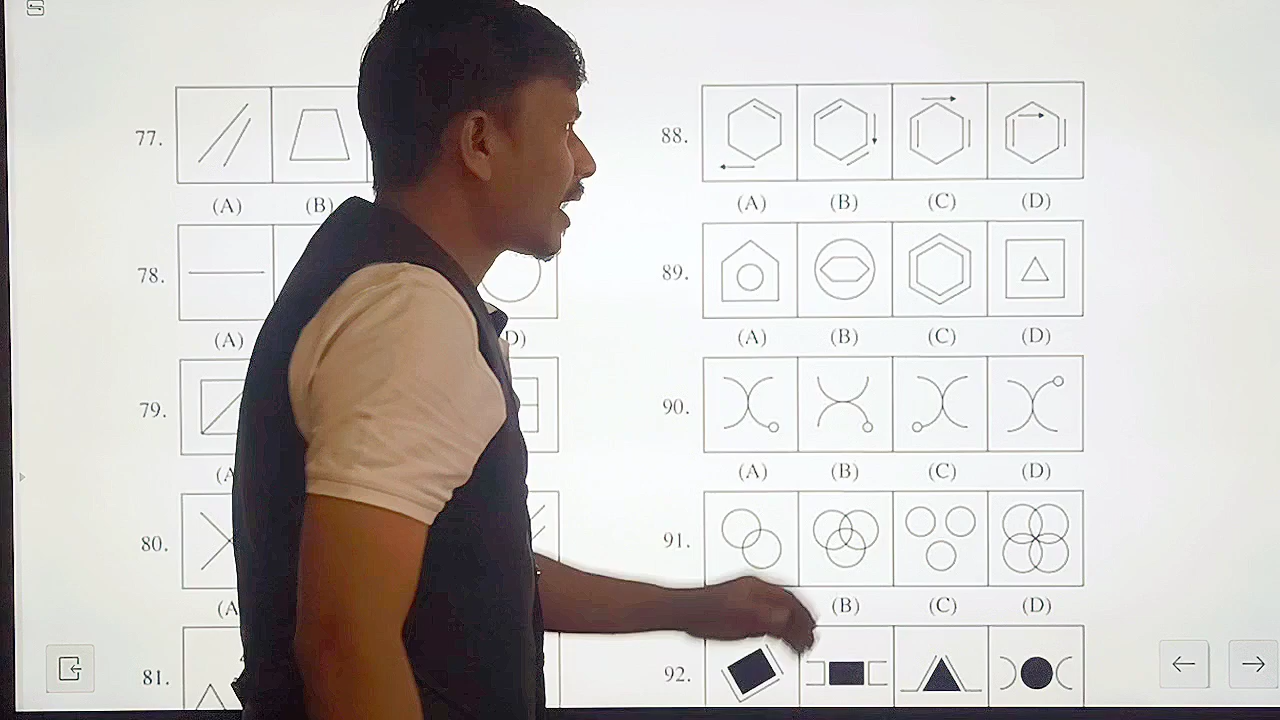 77.
(A) (B)
78.
(A) D)
79.
(A
80.
(A
81.
88.
(A) (B) (C) (D)
89.
(A) (B) (C) (D)
90.
(A) (B) (C) (D)
91.
(B) (C) (D)
92.